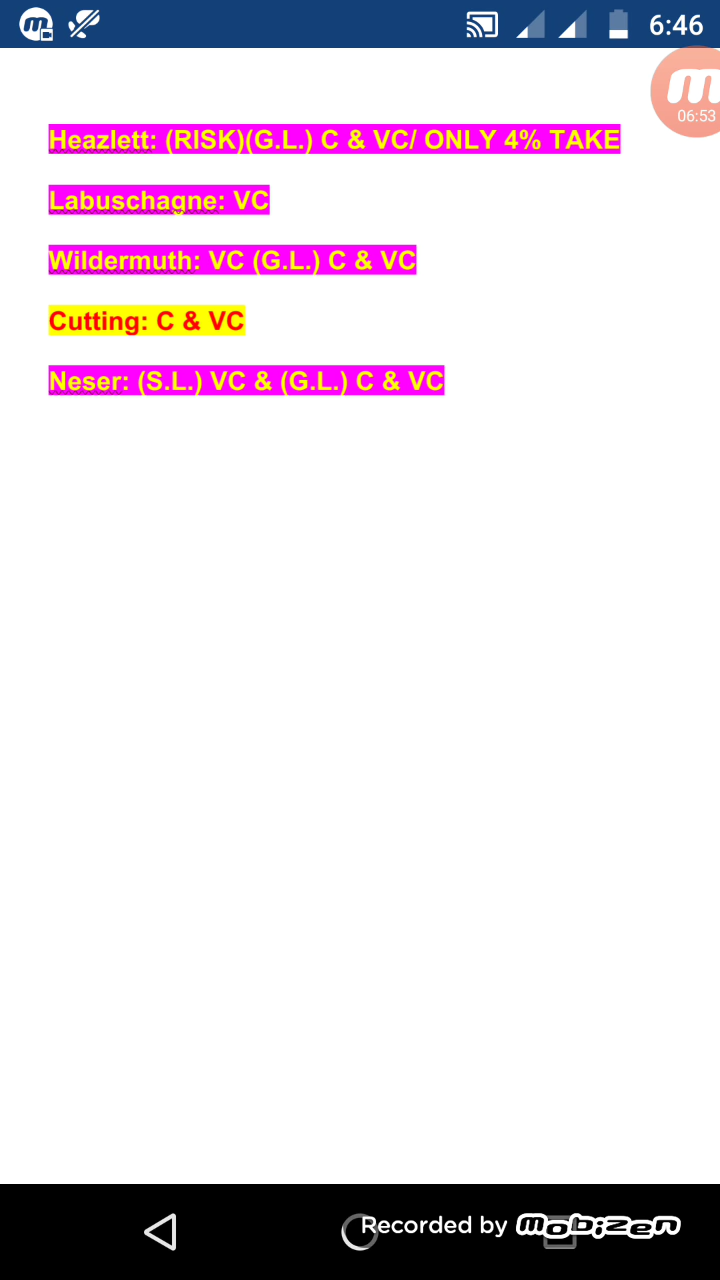 6:46
06:53
Heazlett: (RISK)(G.L.) C & VC/ ONLY 4% TAKE
Labuschagne: VC
Wildermuth: VC (G.L.) C & VC
Cutting: C & VC
Neser: (S.L.) VC & (G.L.) C & VC
Recorded by mobizen